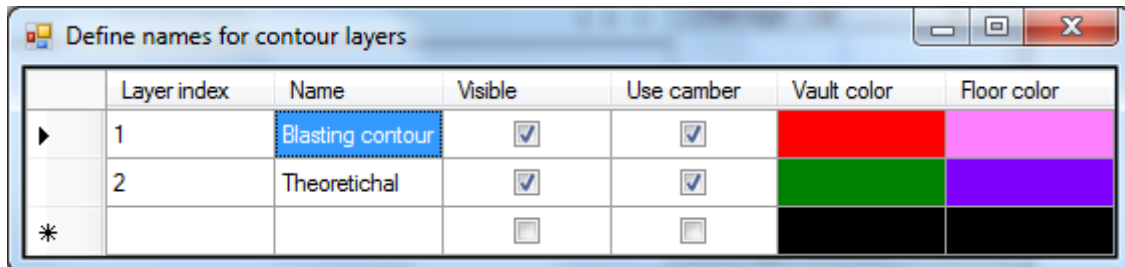 Define names for contour layers
Layer index Name Visible Use camber Vault color Floor color
1 Blasting contour
2 Theoretichal